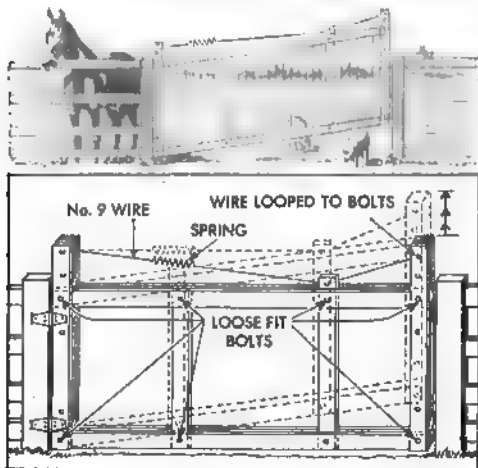 No. 9 WIRE
WIRE LOOPED TO BOLTS
SPRING
LOOSE FIT
BOLTS